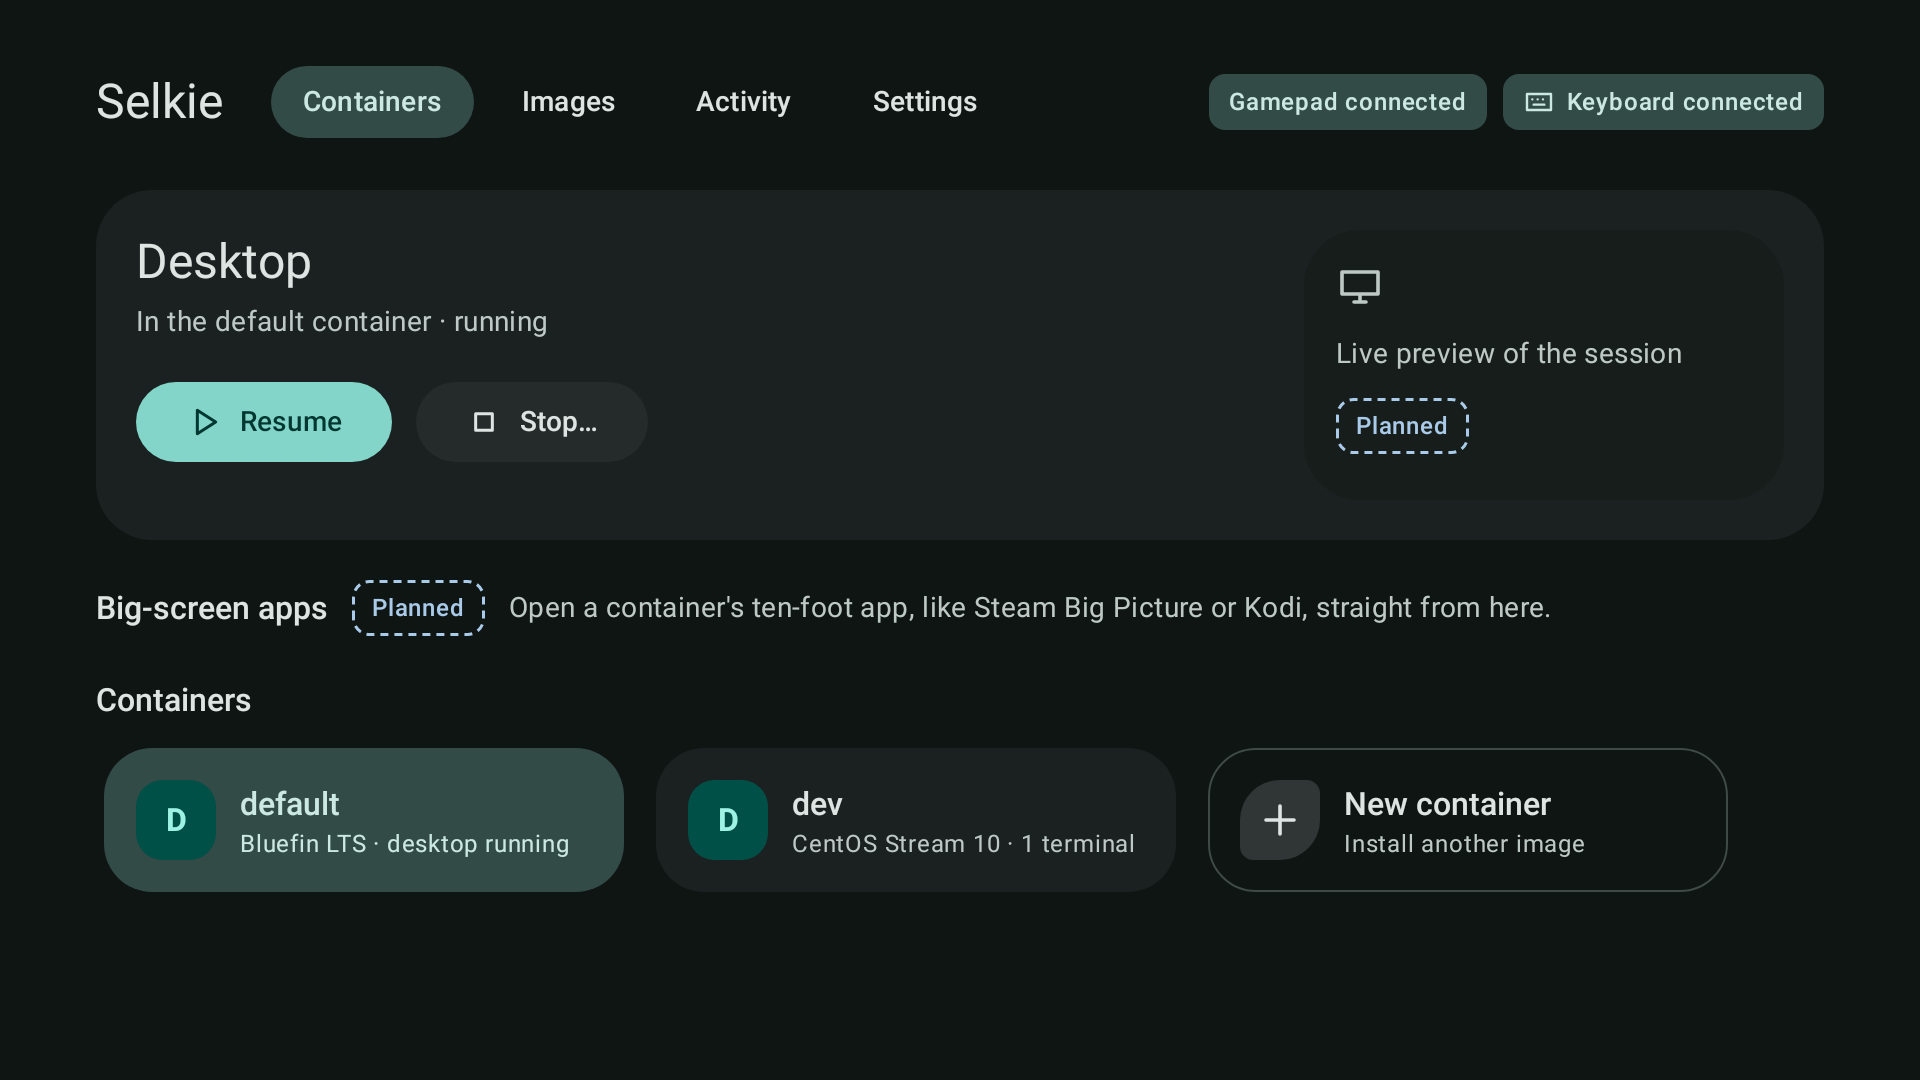 Selkie
Containers
Images
Activity
Settings
Gamepad connected
Keyboard connected
Desktop
In the default container · running
Resume
Stop…
Live preview of the session
Planned
Big-screen apps
Planned
Open a container's ten-foot app, like Steam Big Picture or Kodi, straight from here.
Containers
D
default
Bluefin LTS · desktop running
D
dev
CentOS Stream 10 · 1 terminal
New container
Install another image